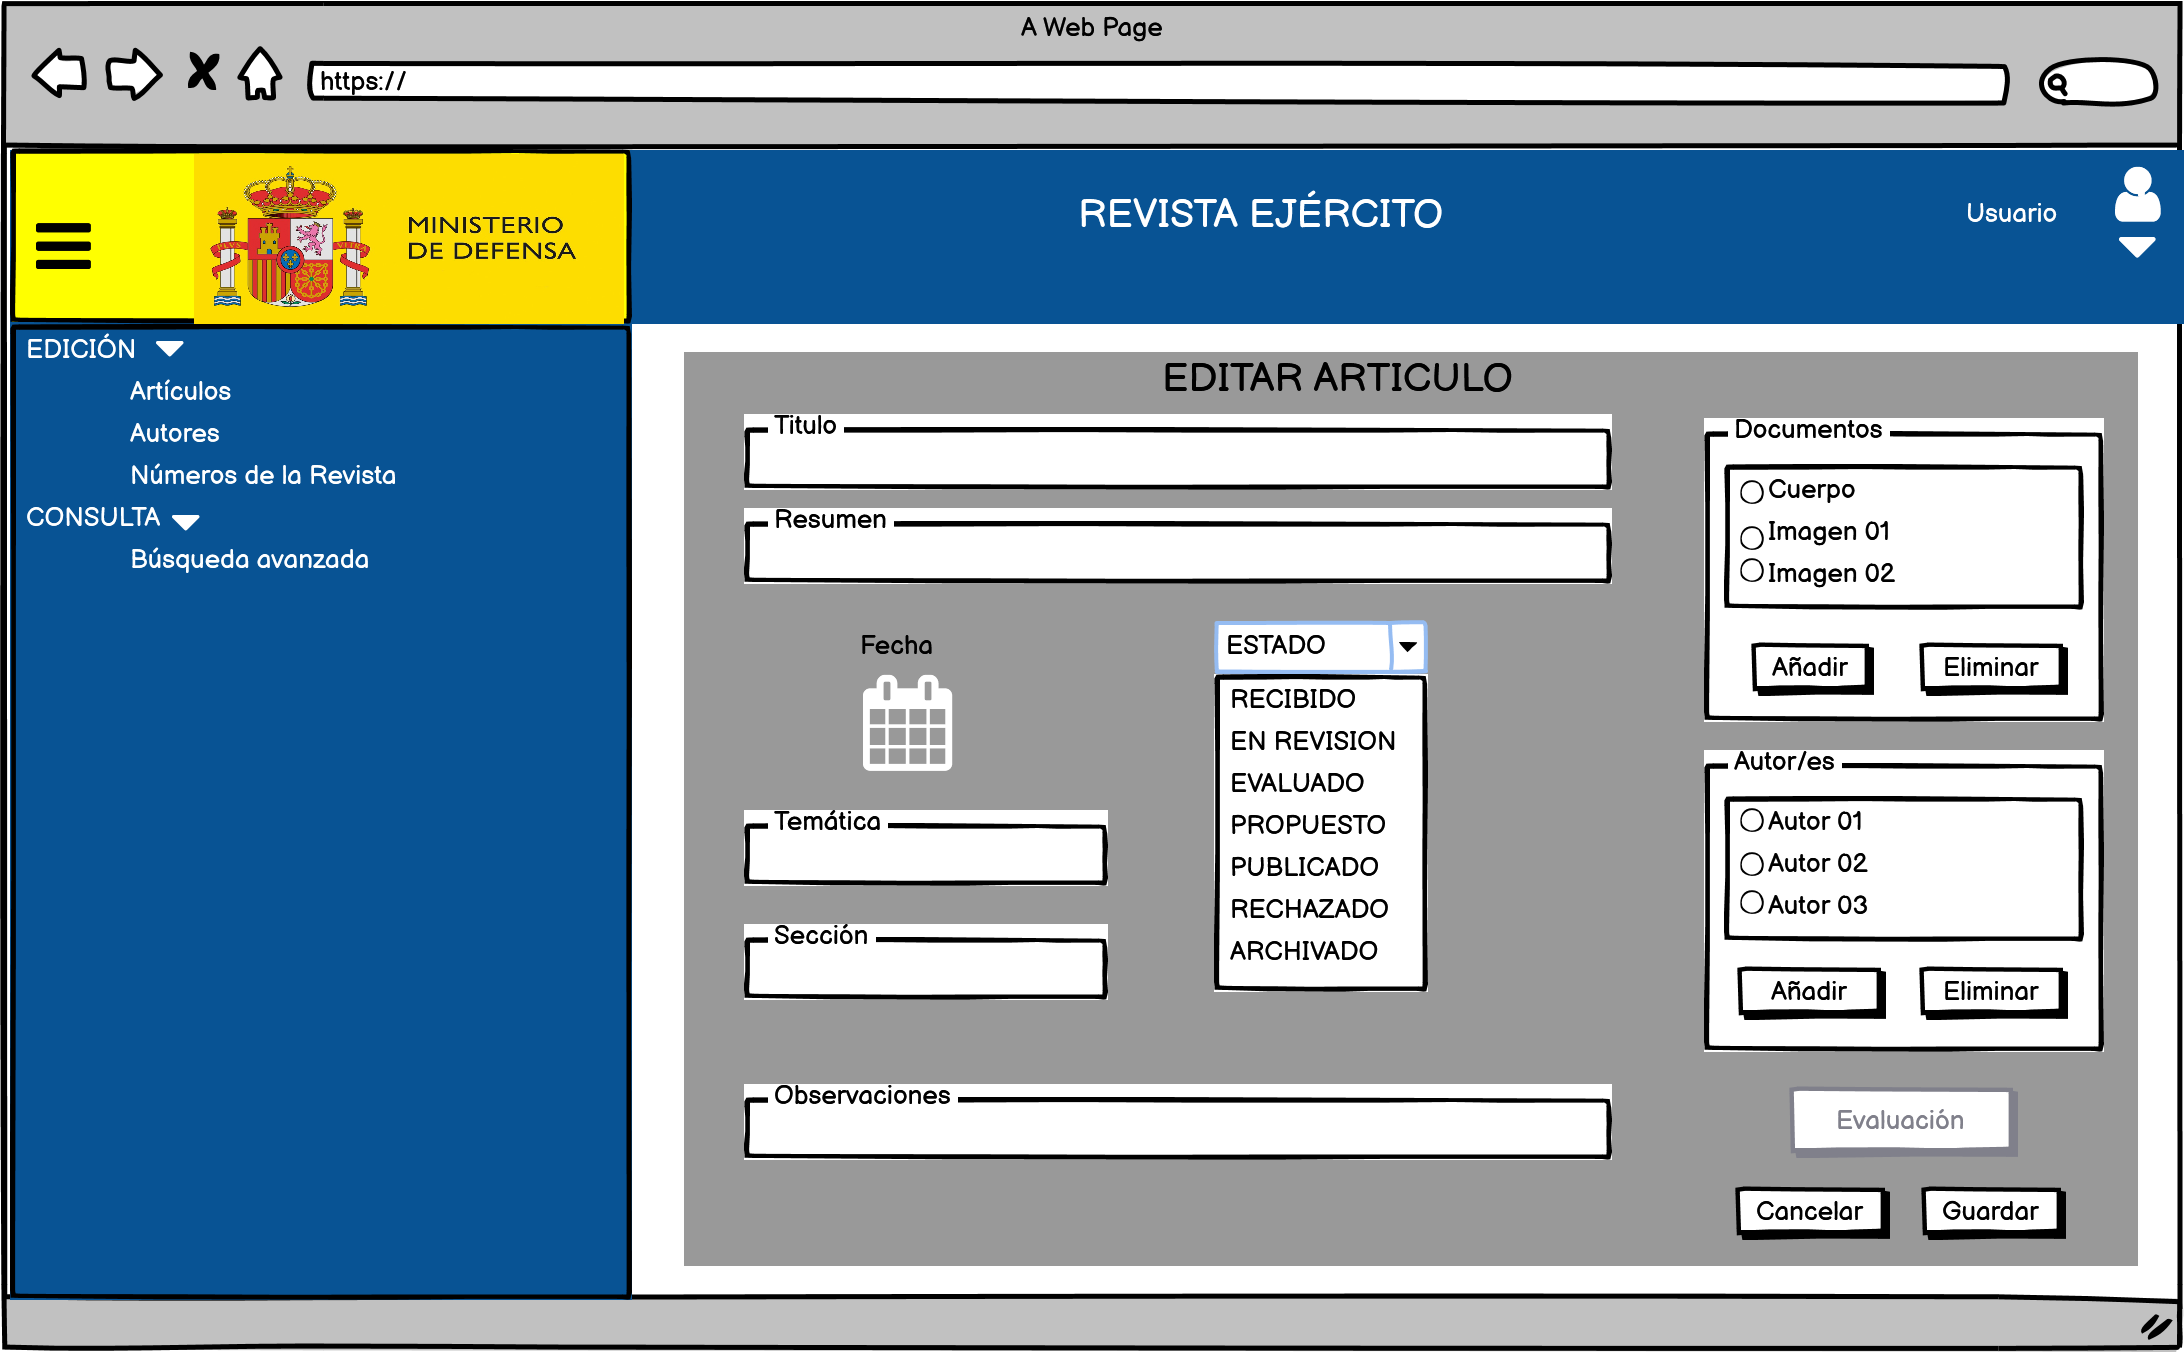 A Web Page
https://
MINISTERIO
DE DEFENSA
REVISTA EJÉRCITO
Usuario
EDICIÓN
Artículos
Autores
Números de la Revista
CONSULTA
Búsqueda avanzada
EDITAR ARTICULO
Titulo
Resumen
Fecha
ESTADO
RECIBIDO
EN REVISION
EVALUADO
PROPUESTO
PUBLICADO
RECHAZADO
ARCHIVADO
Temática
Sección
Observaciones
Documentos
Cuerpo
Imagen 01
Imagen 02
Añadir
Eliminar
Autor/es
Autor 01
Autor 02
Autor 03
Añadir
Eliminar
Evaluación
Cancelar
Guardar